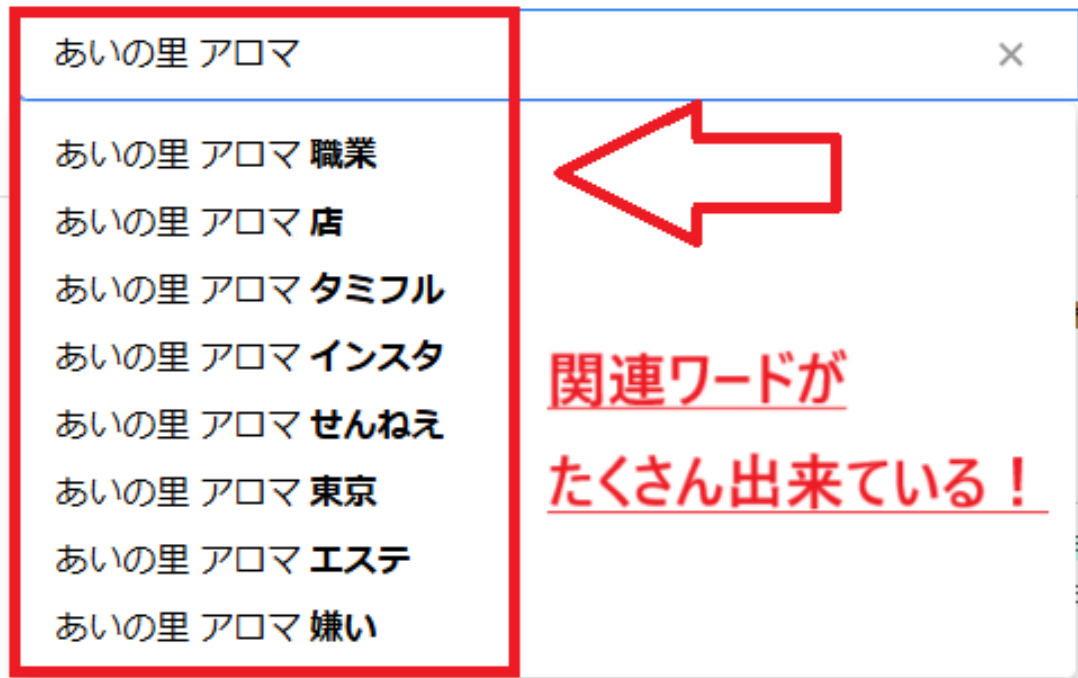 あいの里 アロマ
あいの里 アロマ 職業
あいの里 アロマ 店
あいの里 アロマ タミフル
あいの里 アロマ インスタ
あいの里 アロマ せんねえ
あいの里 アロマ 東京
あいの里 アロマ エステ
あいの里 アロマ 嫌い
関連ワードが
たくさん出来ている！